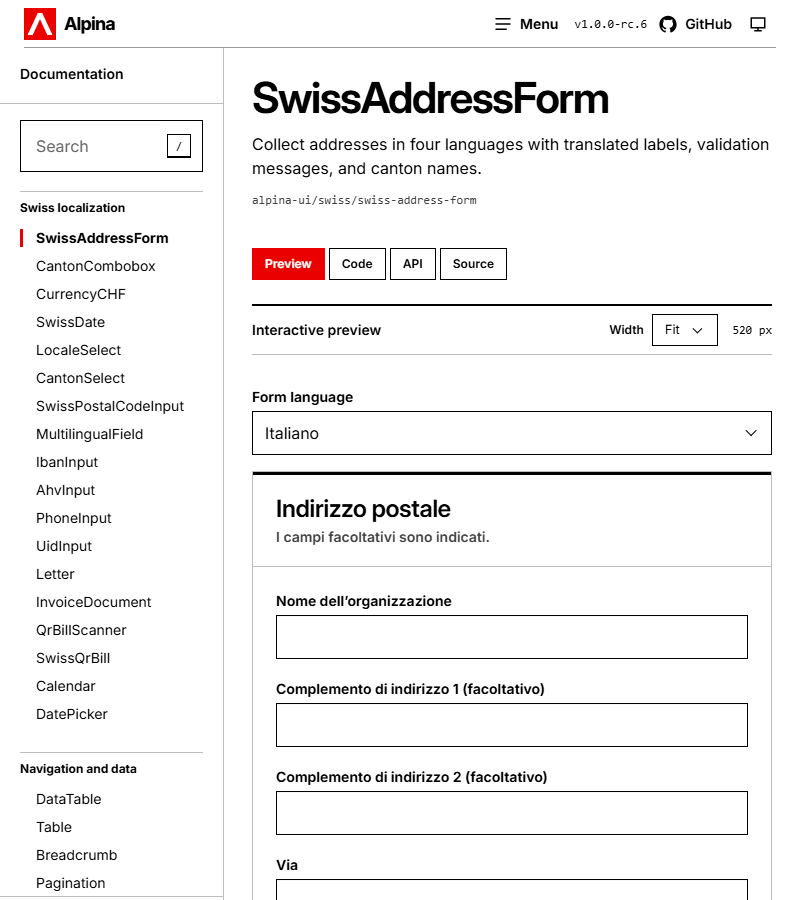 Alpina
Menu
v1.0.0-rc.6
GitHub
Documentation
Search
/
Swiss localization
SwissAddressForm
CantonCombobox
CurrencyCHF
SwissDate
LocaleSelect
CantonSelect
SwissPostalCodeInput
MultilingualField
IbanInput
AhvInput
PhoneInput
UidInput
Letter
InvoiceDocument
QrBillScanner
SwissQrBill
Calendar
DatePicker
Navigation and data
DataTable
Table
Breadcrumb
Pagination
SwissAddressForm
Collect addresses in four languages with translated labels, validation
messages, and canton names.
alpina-ui/swiss/swiss-address-form
Preview
Code
API
Source
Interactive preview
Width
Fit
520 px
Form language
Italiano
Indirizzo postale
I campi facoltativi sono indicati.
Nome dell’organizzazione
Complemento di indirizzo 1 (facoltativo)
Complemento di indirizzo 2 (facoltativo)
Via